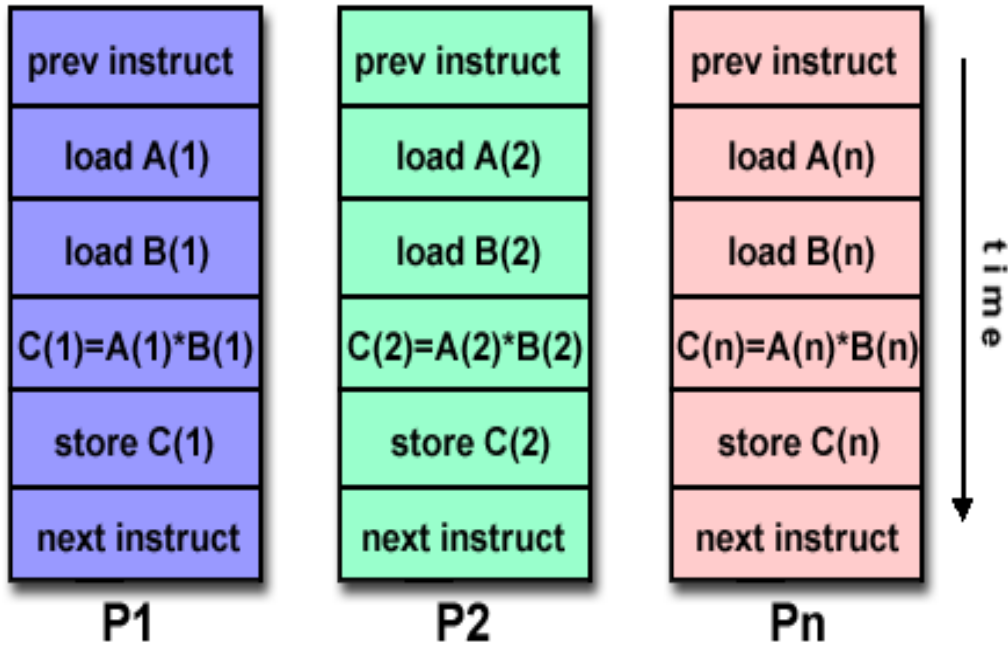 prev instruct
load A(1)
load B(1)
C(1)=A(1)*B(1)
store C(1)
next instruct
P1
prev instruct
load A(2)
load B(2)
C(2)=A(2)*B(2)
store C(2)
next instruct
P2
prev instruct
load A(n)
load B(n)
C(n)=A(n)*B(n)
store C(n)
next instruct
Pn
time